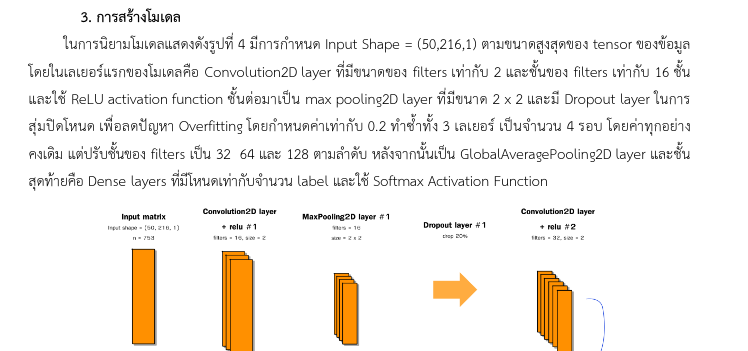 3. การสร้างโมเดล
ในการนิยามโมเดลแสดงดังรูปที่ 4 มีการกำหนด Input Shape = (50,216,1) ตามขนาดสูงสุดของ tensor ของข้อมูล
โดยในเลเยอร์แรกของโมเดลคือ Convolution2D layer ที่มีขนาดของ filters เท่ากับ 2 และชั้นของ filters เท่ากับ 16 ชั้น
และใช้ ReLU activation function ชั้นต่อมาเป็น max pooling2D layer ที่มีขนาด 2 x 2 และมี Dropout layer ในการ
สุ่มปิดโหนด เพื่อลดปัญหา Overfitting โดยกำหนดค่าเท่ากับ 0.2 ทำซ้ำทั้ง 3 เลเยอร์ เป็นจำนวน 4 รอบ โดยค่าทุกอย่าง
คงเดิม แต่ปรับชั้นของ filters เป็น 32 64 และ 128 ตามลำดับ หลังจากนั้นเป็น GlobalAveragePooling2D layer และชั้น
สุดท้ายคือ Dense layers ที่มีโหนดเท่ากับจำนวน label และใช้ Softmax Activation Function
Input matrix
Input shape = (50, 216, 1)
n = 753
Convolution2D layer
+ relu #1
filters = 16, size = 2
MaxPooling2D layer #1
filters = 16
size = 2 x 2
Dropout layer #1
drop 20%
Convolution2D layer
+ relu #2
filters = 32, size = 2